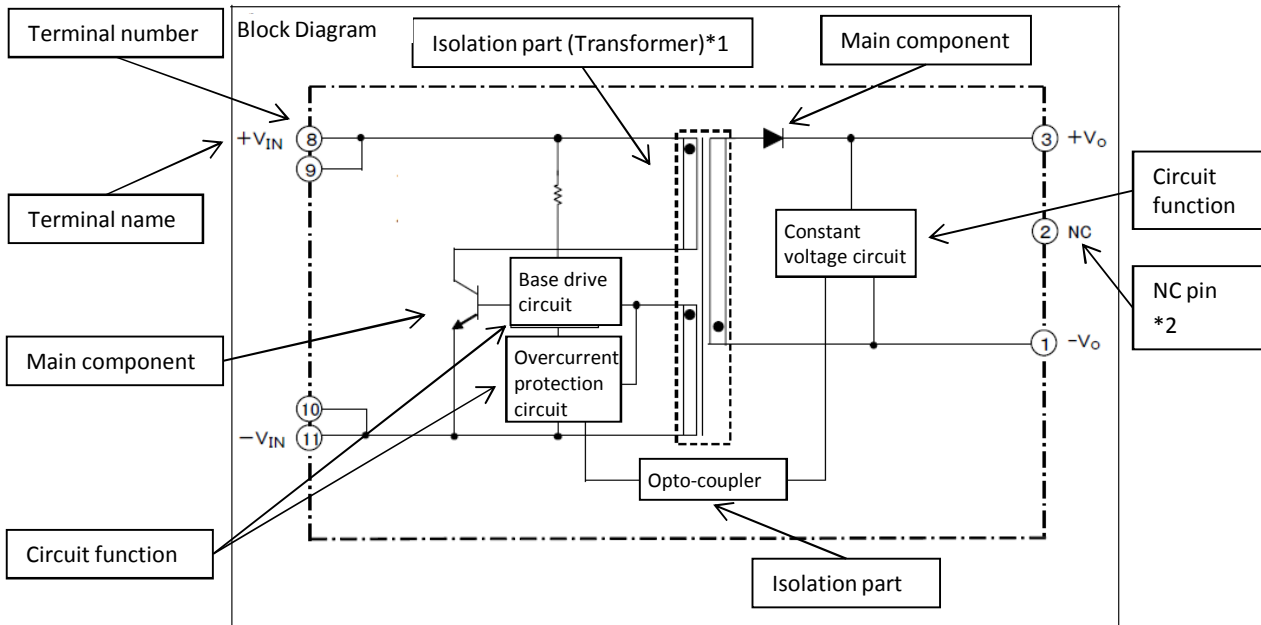 Terminal number
Block Diagram
Isolation part (Transformer)*1
Main component
+VIN
8
9
3
+Vo
Terminal name
Circuit
function
2
NC
Constant
voltage circuit
Base drive
circuit
NC pin
*2
Main component
Overcurrent
protection
circuit
1
-Vo
10
-VIN
11
Opto-coupler
Circuit function
Isolation part